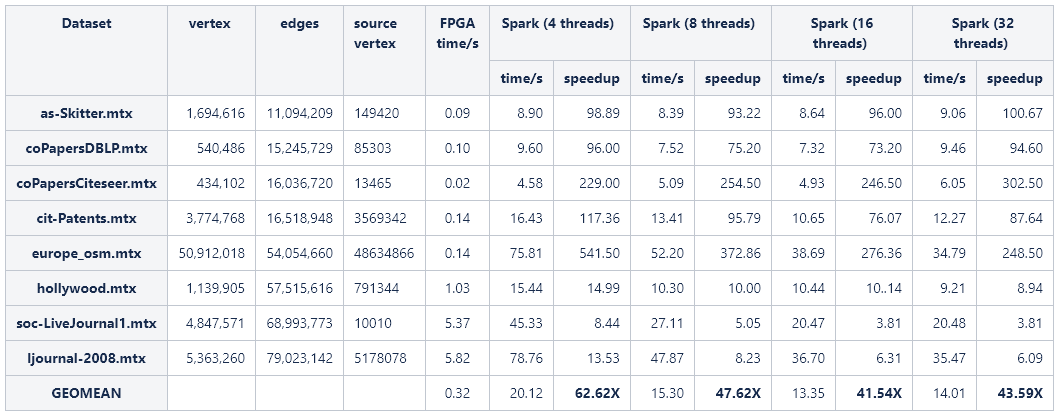 Dataset vertex edges source vertex FPGA time/s Spark (4 threads) Spark (8 threads) Spark (16 threads) Spark (32 threads)
time/s speedup time/s speedup time/s speedup time/s speedup
as-Skitter.mtx 1,694,616 11,094,209 149420 0.09 8.90 98.89 8.39 93.22 8.64 96.00 9.06 100.67
coPapersDBLP.mtx 540,486 15,245,729 85303 0.10 9.60 96.00 7.52 75.20 7.32 73.20 9.46 94.60
coPapersCiteseer.mtx 434,102 16,036,720 13465 0.02 4.58 229.00 5.09 254.50 4.93 246.50 6.05 302.50
cit-Patents.mtx 3,774,768 16,518,948 3569342 0.14 16.43 117.36 13.41 95.79 10.65 76.07 12.27 87.64
europe_osm.mtx 50,912,018 54,054,660 48634866 0.14 75.81 541.50 52.20 372.86 38.69 276.36 34.79 248.50
hollywood.mtx 1,139,905 57,515,616 791344 1.03 15.44 14.99 10.30 10.00 10.44 10..14 9.21 8.94
soc-LiveJournal1.mtx 4,847,571 68,993,773 10010 5.37 45.33 8.44 27.11 5.05 20.47 3.81 20.48 3.81
ljournal-2008.mtx 5,363,260 79,023,142 5178078 5.82 78.76 13.53 47.87 8.23 36.70 6.31 35.47 6.09
GEOMEAN 0.32 20.12 62.62X 15.30 47.62X 13.35 41.54X 14.01 43.59X